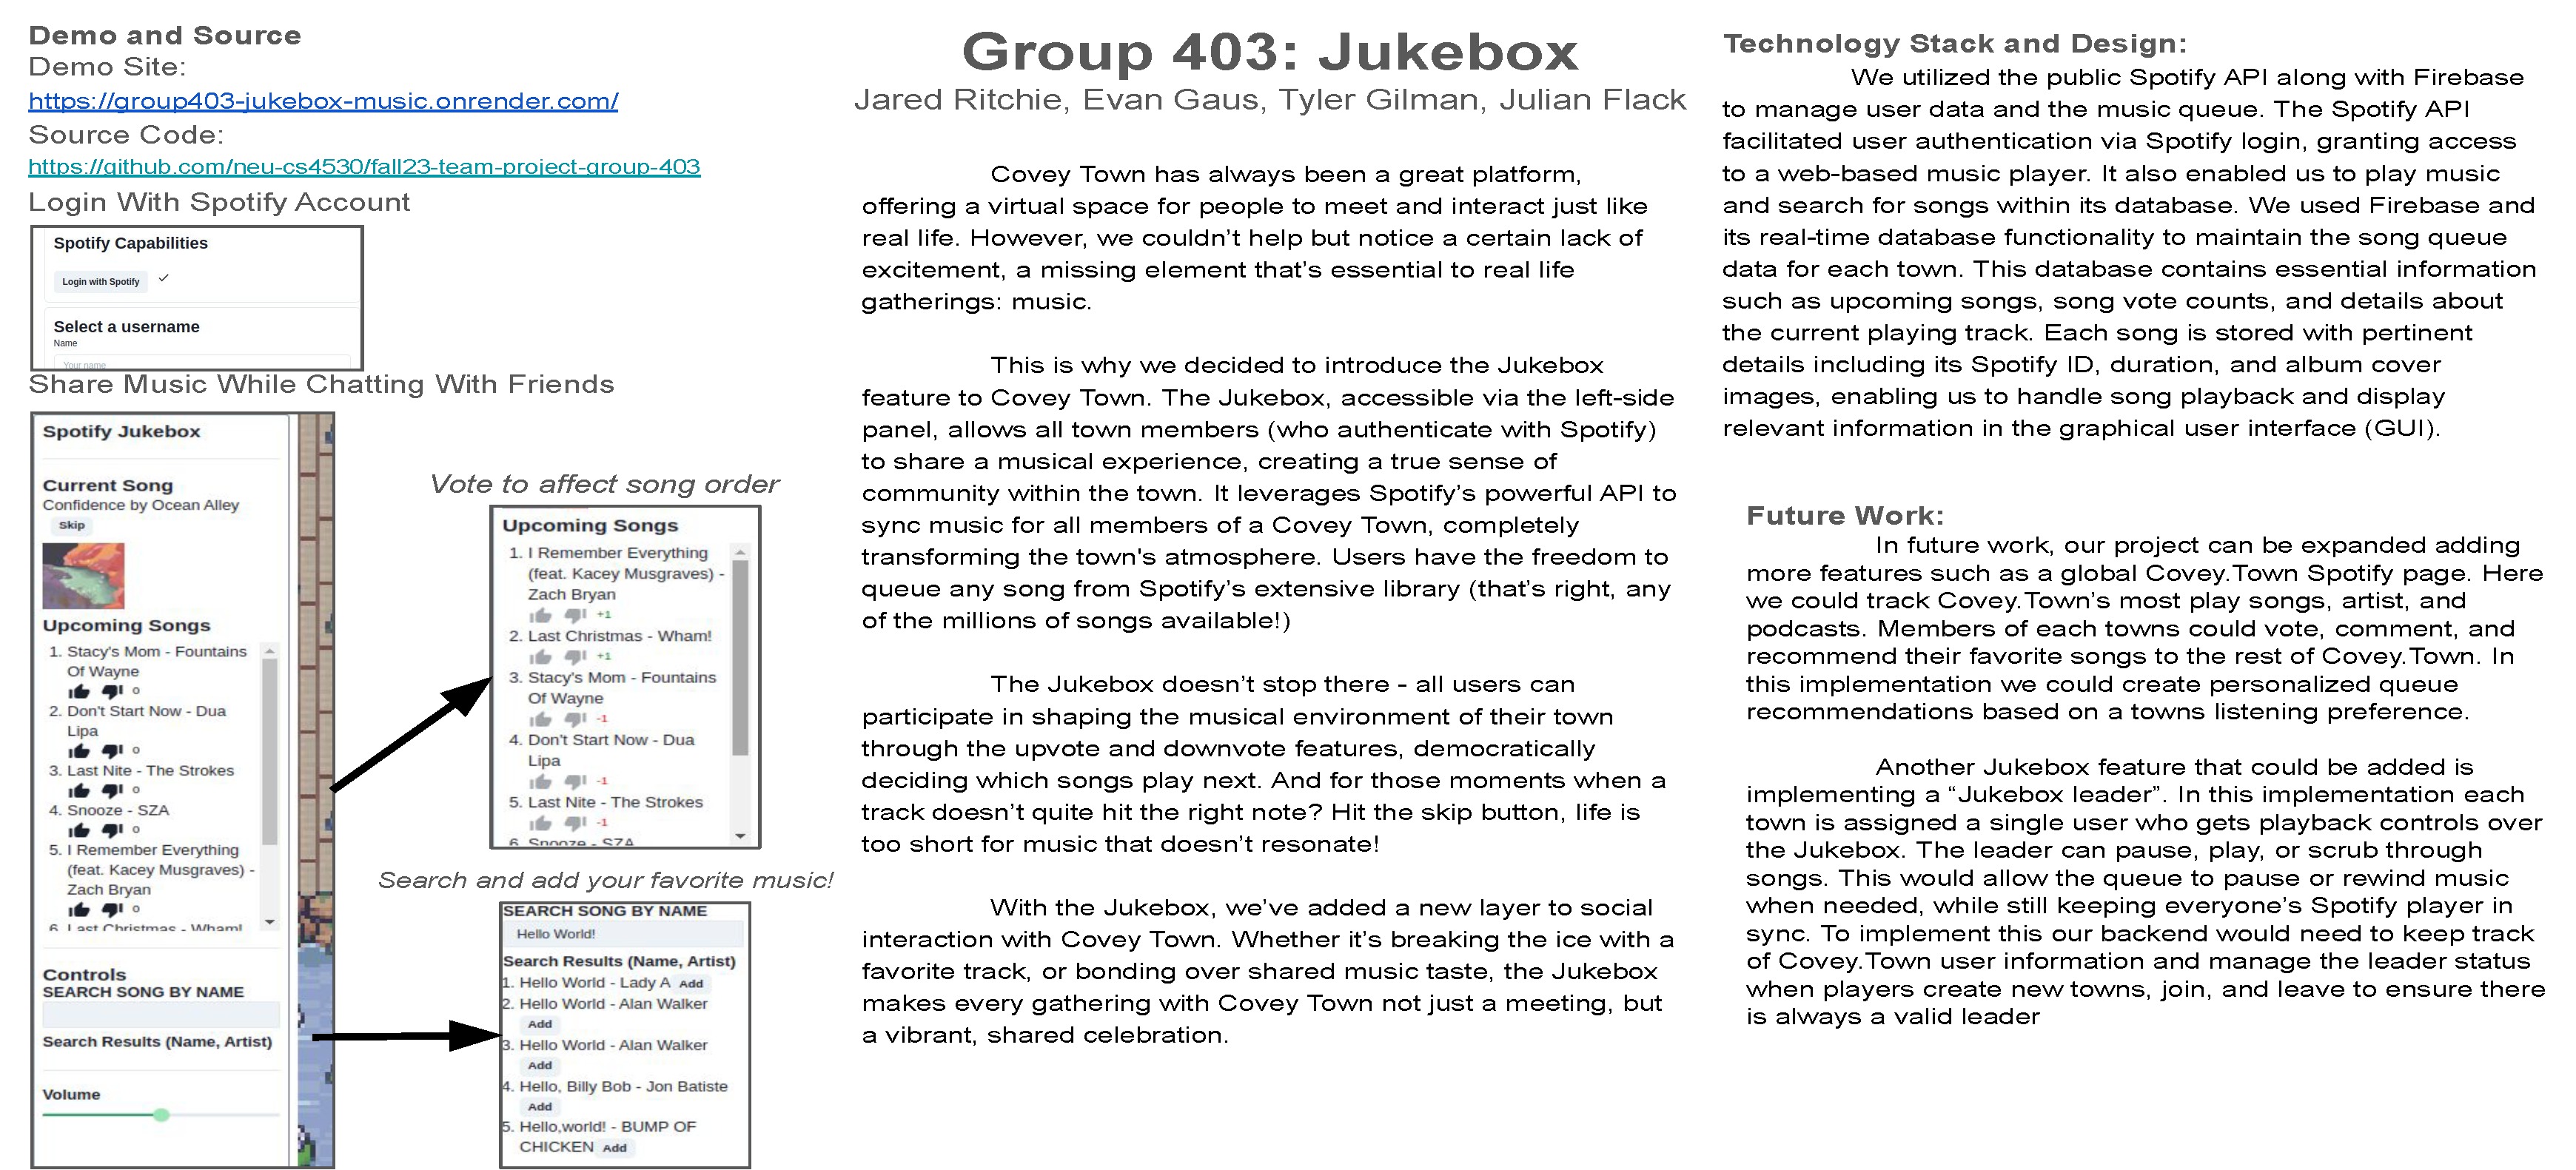 Demo and Source
Demo Site:
https://group403-jukebox-music.onrender.com/
Source Code:
https://github.com/neu-cs4530/fall23-team-project-group-403
Login With Spotify Account
Spotify Capabilities
Login with Spotify
Select a username
Name
Your name
Share Music While Chatting With Friends
Spotify Jukebox
Current Song
Confidence by Ocean Alley
Skip
Upcoming Songs
1. Stacy's Mom - Fountains
Of Wayne
0
2. Don't Start Now - Dua
Lipa
0
3. Last Nite - The Strokes
0
4. Snooze - SZA
0
5. I Remember Everything
(feat. Kacey Musgraves) -
Zach Bryan
0
6. Last Christmas - Wham!
Controls
SEARCH SONG BY NAME
Search Results (Name, Artist)
Volume
Vote to affect song order
Upcoming Songs
1. I Remember Everything
(feat. Kacey Musgraves) -
Zach Bryan
+1
2. Last Christmas - Wham!
+1
3. Stacy's Mom - Fountains
Of Wayne
-1
4. Don't Start Now - Dua
Lipa
-1
5. Last Nite - The Strokes
-1
6. Snooze - SZA
Search and add your favorite music!
SEARCH SONG BY NAME
Hello World!
Search Results (Name, Artist)
1. Hello World - Lady A Add
2. Hello World - Alan Walker
Add
3. Hello World - Alan Walker
Add
4. Hello, Billy Bob - Jon Batiste
Add
5. Hello,world! - BUMP OF
CHICKEN Add
Group 403: Jukebox
Jared Ritchie, Evan Gaus, Tyler Gilman, Julian Flack
Covey Town has always been a great platform,
offering a virtual space for people to meet and interact just like
real life. However, we couldn't help but notice a certain lack of
excitement, a missing element that's essential to real life
gatherings: music.
This is why we decided to introduce the Jukebox
feature to Covey Town. The Jukebox, accessible via the left-side
panel, allows all town members (who authenticate with Spotify)
to share a musical experience, creating a true sense of
community within the town. It leverages Spotify's powerful API to
sync music for all members of a Covey Town, completely
transforming the town's atmosphere. Users have the freedom to
queue any song from Spotify's extensive library (that's right, any
of the millions of songs available!)
The Jukebox doesn't stop there - all users can
participate in shaping the musical environment of their town
through the upvote and downvote features, democratically
deciding which songs play next. And for those moments when a
track doesn't quite hit the right note? Hit the skip button, life is
too short for music that doesn't resonate!
With the Jukebox, we've added a new layer to social
interaction with Covey Town. Whether it's breaking the ice with a
favorite track, or bonding over shared music taste, the Jukebox
makes every gathering with Covey Town not just a meeting, but
a vibrant, shared celebration.
Technology Stack and Design:
We utilized the public Spotify API along with Firebase
to manage user data and the music queue. The Spotify API
facilitated user authentication via Spotify login, granting access
to a web-based music player. It also enabled us to play music
and search for songs within its database. We used Firebase and
its real-time database functionality to maintain the song queue
data for each town. This database contains essential information
such as upcoming songs, song vote counts, and details about
the current playing track. Each song is stored with pertinent
details including its Spotify ID, duration, and album cover
images, enabling us to handle song playback and display
relevant information in the graphical user interface (GUI).
Future Work:
In future work, our project can be expanded adding
more features such as a global Covey.Town Spotify page. Here
we could track Covey.Town's most play songs, artist, and
podcasts. Members of each towns could vote, comment, and
recommend their favorite songs to the rest of Covey.Town. In
this implementation we could create personalized queue
recommendations based on a towns listening preference.
Another Jukebox feature that could be added is
implementing a “Jukebox leader”. In this implementation each
town is assigned a single user who gets playback controls over
the Jukebox. The leader can pause, play, or scrub through
songs. This would allow the queue to pause or rewind music
when needed, while still keeping everyone's Spotify player in
sync. To implement this our backend would need to keep track
of Covey.Town user information and manage the leader status
when players create new towns, join, and leave to ensure there
is always a valid leader